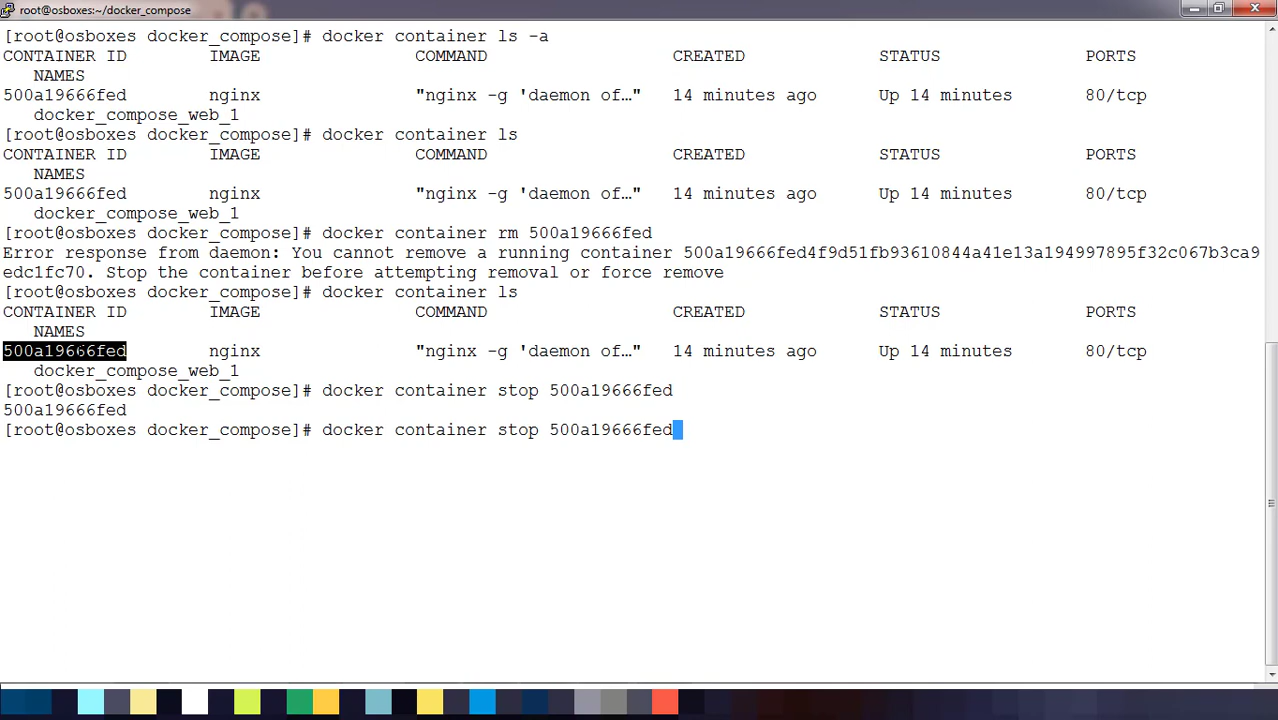 root@osboxes:~/docker_compose
[root@osboxes docker_compose]# docker container ls -a
CONTAINER ID        IMAGE               COMMAND                  CREATED             STATUS              PORTS
   NAMES
500a19666fed        nginx               "nginx -g 'daemon of…"   14 minutes ago      Up 14 minutes       80/tcp
   docker_compose_web_1
[root@osboxes docker_compose]# docker container ls
CONTAINER ID        IMAGE               COMMAND                  CREATED             STATUS              PORTS
   NAMES
500a19666fed        nginx               "nginx -g 'daemon of…"   14 minutes ago      Up 14 minutes       80/tcp
   docker_compose_web_1
[root@osboxes docker_compose]# docker container rm 500a19666fed
Error response from daemon: You cannot remove a running container 500a19666fed4f9d51fb93610844a41e13a194997895f32c067b3ca9
edc1fc70. Stop the container before attempting removal or force remove
[root@osboxes docker_compose]# docker container ls
CONTAINER ID        IMAGE               COMMAND                  CREATED             STATUS              PORTS
   NAMES
500a19666fed        nginx               "nginx -g 'daemon of…"   14 minutes ago      Up 14 minutes       80/tcp
   docker_compose_web_1
[root@osboxes docker_compose]# docker container stop 500a19666fed
500a19666fed
[root@osboxes docker_compose]# docker container stop 500a19666fed